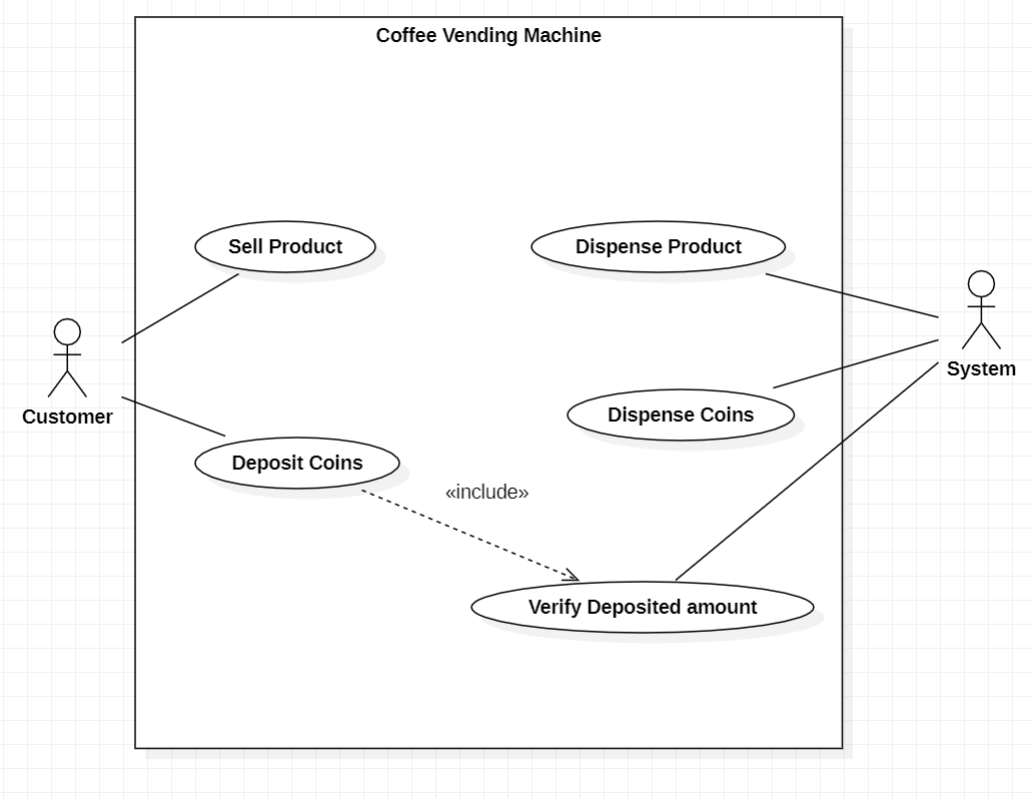 Coffee Vending Machine
Sell Product
Dispense Product
Customer
System
Dispense Coins
Deposit Coins
«include»
Verify Deposited amount